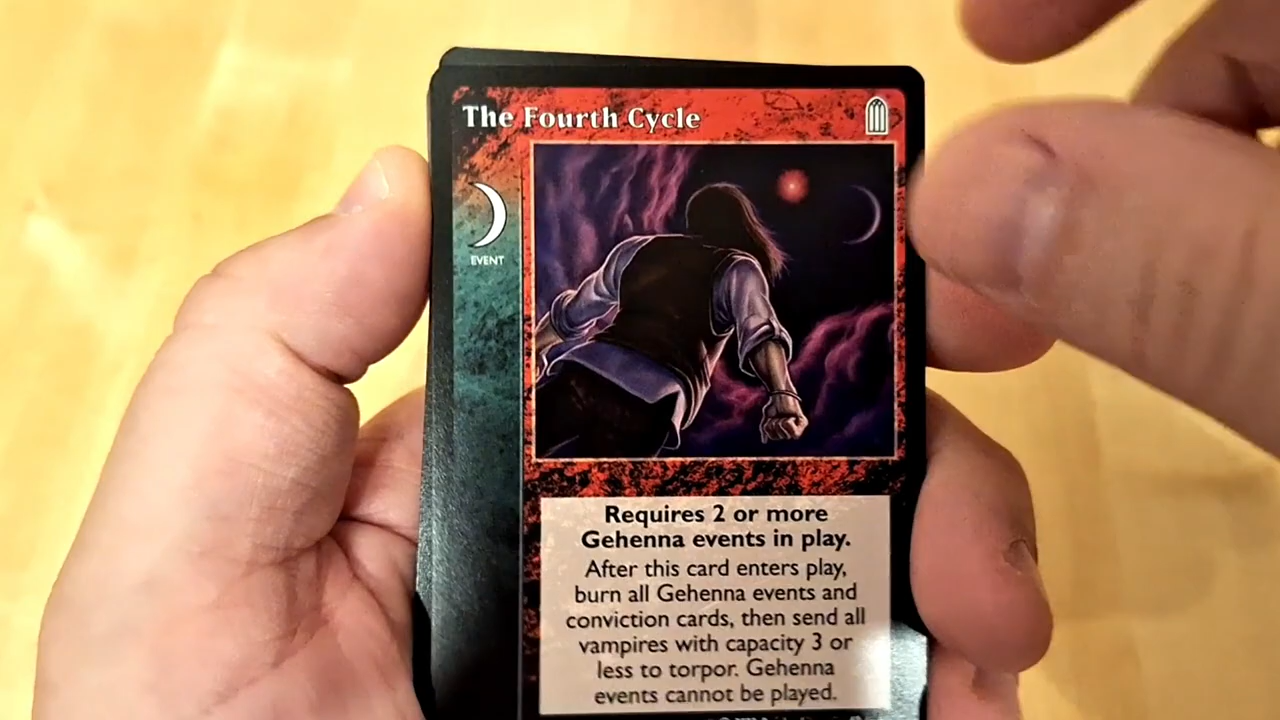 The Fourth Cycle
EVENT
Requires 2 or more
Gehenna events in play.
After this card enters play,
burn all Gehenna events and
conviction cards, then send all
vampires with capacity 3 or
less to torpor. Gehenna
events cannot be played.